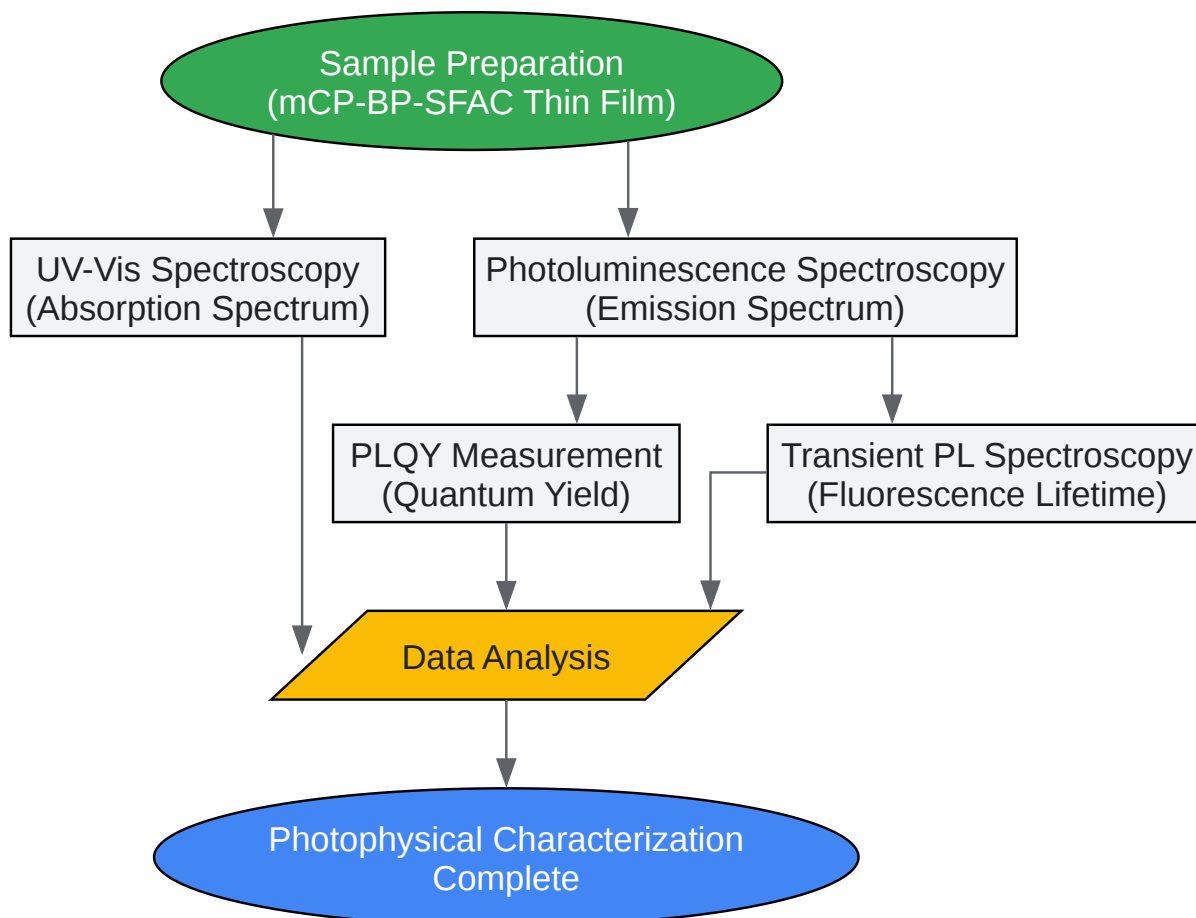 Sample Preparation
(mCP-BP-SFAC Thin Film)
UV-Vis Spectroscopy
(Absorption Spectrum)
Photoluminescence Spectroscopy
(Emission Spectrum)
PLQY Measurement
(Quantum Yield)
Transient PL Spectroscopy
(Fluorescence Lifetime)
Data Analysis
Photophysical Characterization
Complete